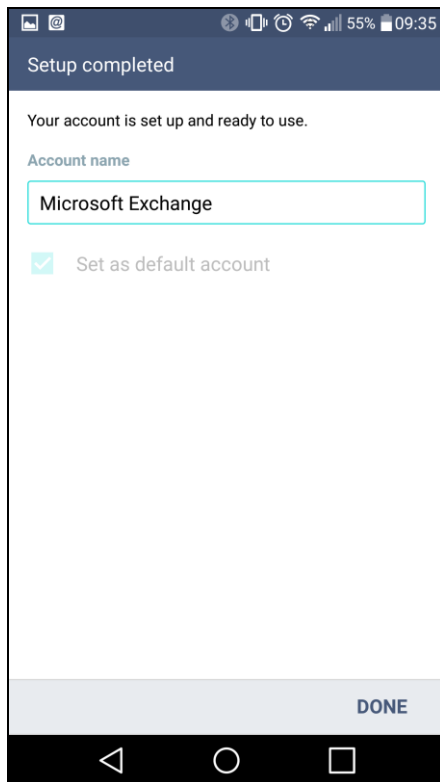 55% 09:35
Setup completed
Your account is set up and ready to use.
Account name
Microsoft Exchange
Set as default account
DONE